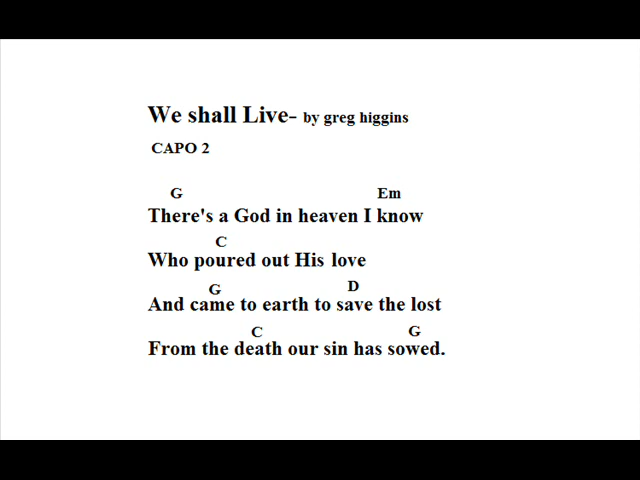 We shall Live- by greg higgins
CAPO 2
G Em
There's a God in heaven I know
C
Who poured out His love
G D
And came to earth to save the lost
C G
From the death our sin has sowed.